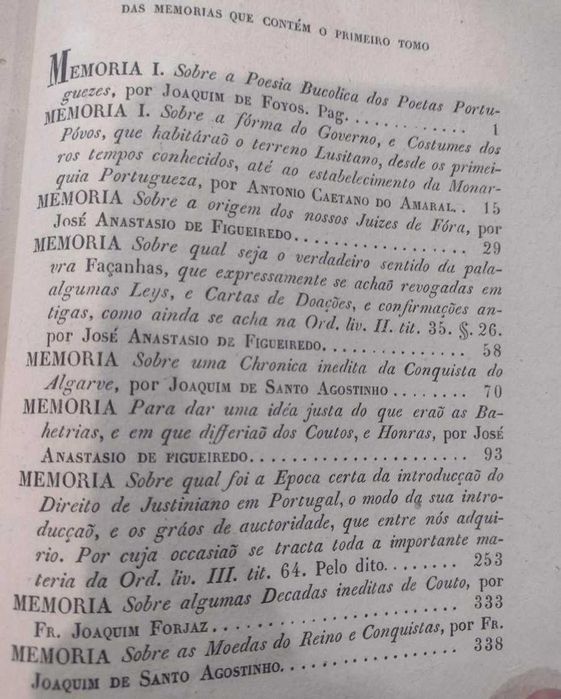 DAS MEMORIAS QUE CONTÉM O PRIMEIRO TOMO
MEMORIA I. Sobre a Poesia Bucolica dos Poetas Portu-
guezes, por JOAQUIM DE FOYOS. Pag. . . . . . . . . . . . . 1
MEMORIA I. Sobre a fórma do Governo, e Costumes dos
Póvos, que habitáraõ o terreno Lusitano, desde os primei-
ros tempos conhecidos, até ao estabelecimento da Monar-
quia Portugueza, por ANTONIO CAETANO DO AMARAL. . 15
MEMORIA Sobre a origem dos nossos Juizes de Fóra, por
JOSÉ ANASTASIO DE FIGUEIREDO. . . . . . . . . . . . . . . . 29
MEMORIA Sobre qual seja o verdadeiro sentido da pala-
vra Façanhas, que expressamente se achaõ revogadas em
algumas Leys, e Cartas de Doações, e confirmações an-
tigas, como ainda se acha na Ord. liv. II. tit. 35. §. 26.
por JOSÉ ANASTASIO DE FIGUEIREDO. . . . . . . . . . . . . 58
MEMORIA Sobre uma Chronica inedita da Conquista do
Algarve, por JOAQUIM DE SANTO AGOSTINHO . . . . . . . 70
MEMORIA Para dar uma idéa justa do que eraõ as Ba-
hetrias, e em que differiaõ dos Coutos, e Honras, por JOSÉ
ANASTASIO DE FIGUEIREDO. . . . . . . . . . . . . . . . . . . 93
MEMORIA Sobre qual foi a Epoca certa da introducçaõ do
Direito de Justiniano em Portugal, o modo da sua intro-
ducçaõ, e os gráos de auctoridade, que entre nós adqui-
rio. Por cuja occasiaõ se tracta toda a importante ma-
teria da Ord. liv. III. tit. 64. Pelo dito. . . . . . . . 253
MEMORIA Sobre algumas Decadas ineditas de Couto, por
FR. JOAQUIM FORJAZ . . . . . . . . . . . . . . . . . . . . . . 333
MEMORIA Sobre as Moedas do Reino e Conquistas, por FR.
JOAQUIM DE SANTO AGOSTINHO. . . . . . . . . . . . . . . . 338